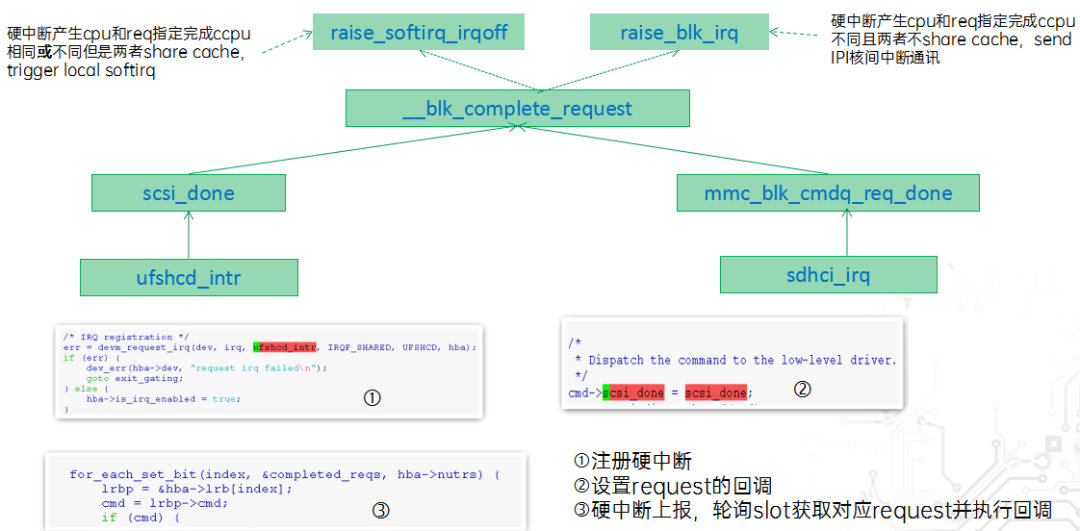 硬中断产生cpu和req指定完成ccpu
相同或不同但是两者share cache,
trigger local softirq
raise_softirq_irqoff
raise_blk_irq
硬中断产生cpu和req指定完成ccpu
不同且两者不share cache, send
IPI核间中断通讯
__blk_complete_request
scsi_done
mmc_blk_cmdq_req_done
ufshcd_intr
sdhci_irq
/* IRQ registration */
err = devm_request_irq(dev, irq, ufshcd_intr, IRQF_SHARED, UFSHCD, hba);
if (err) {
dev_err(hba->dev, "request irq failed\n");
goto exit_gating;
} else {
hba->is_irq_enabled = true;
}
①
/*
* Dispatch the command to the low-level driver.
*/
cmd->scsi_done = scsi_done;
②
for_each_set_bit(index, &completed_reqs, hba->nutrs) {
lrbp = &hba->lrb[index];
cmd = lrbp->cmd;
if (cmd) {
③
①注册硬中断
②设置request的回调
③硬中断上报，轮询slot获取对应request并执行回调